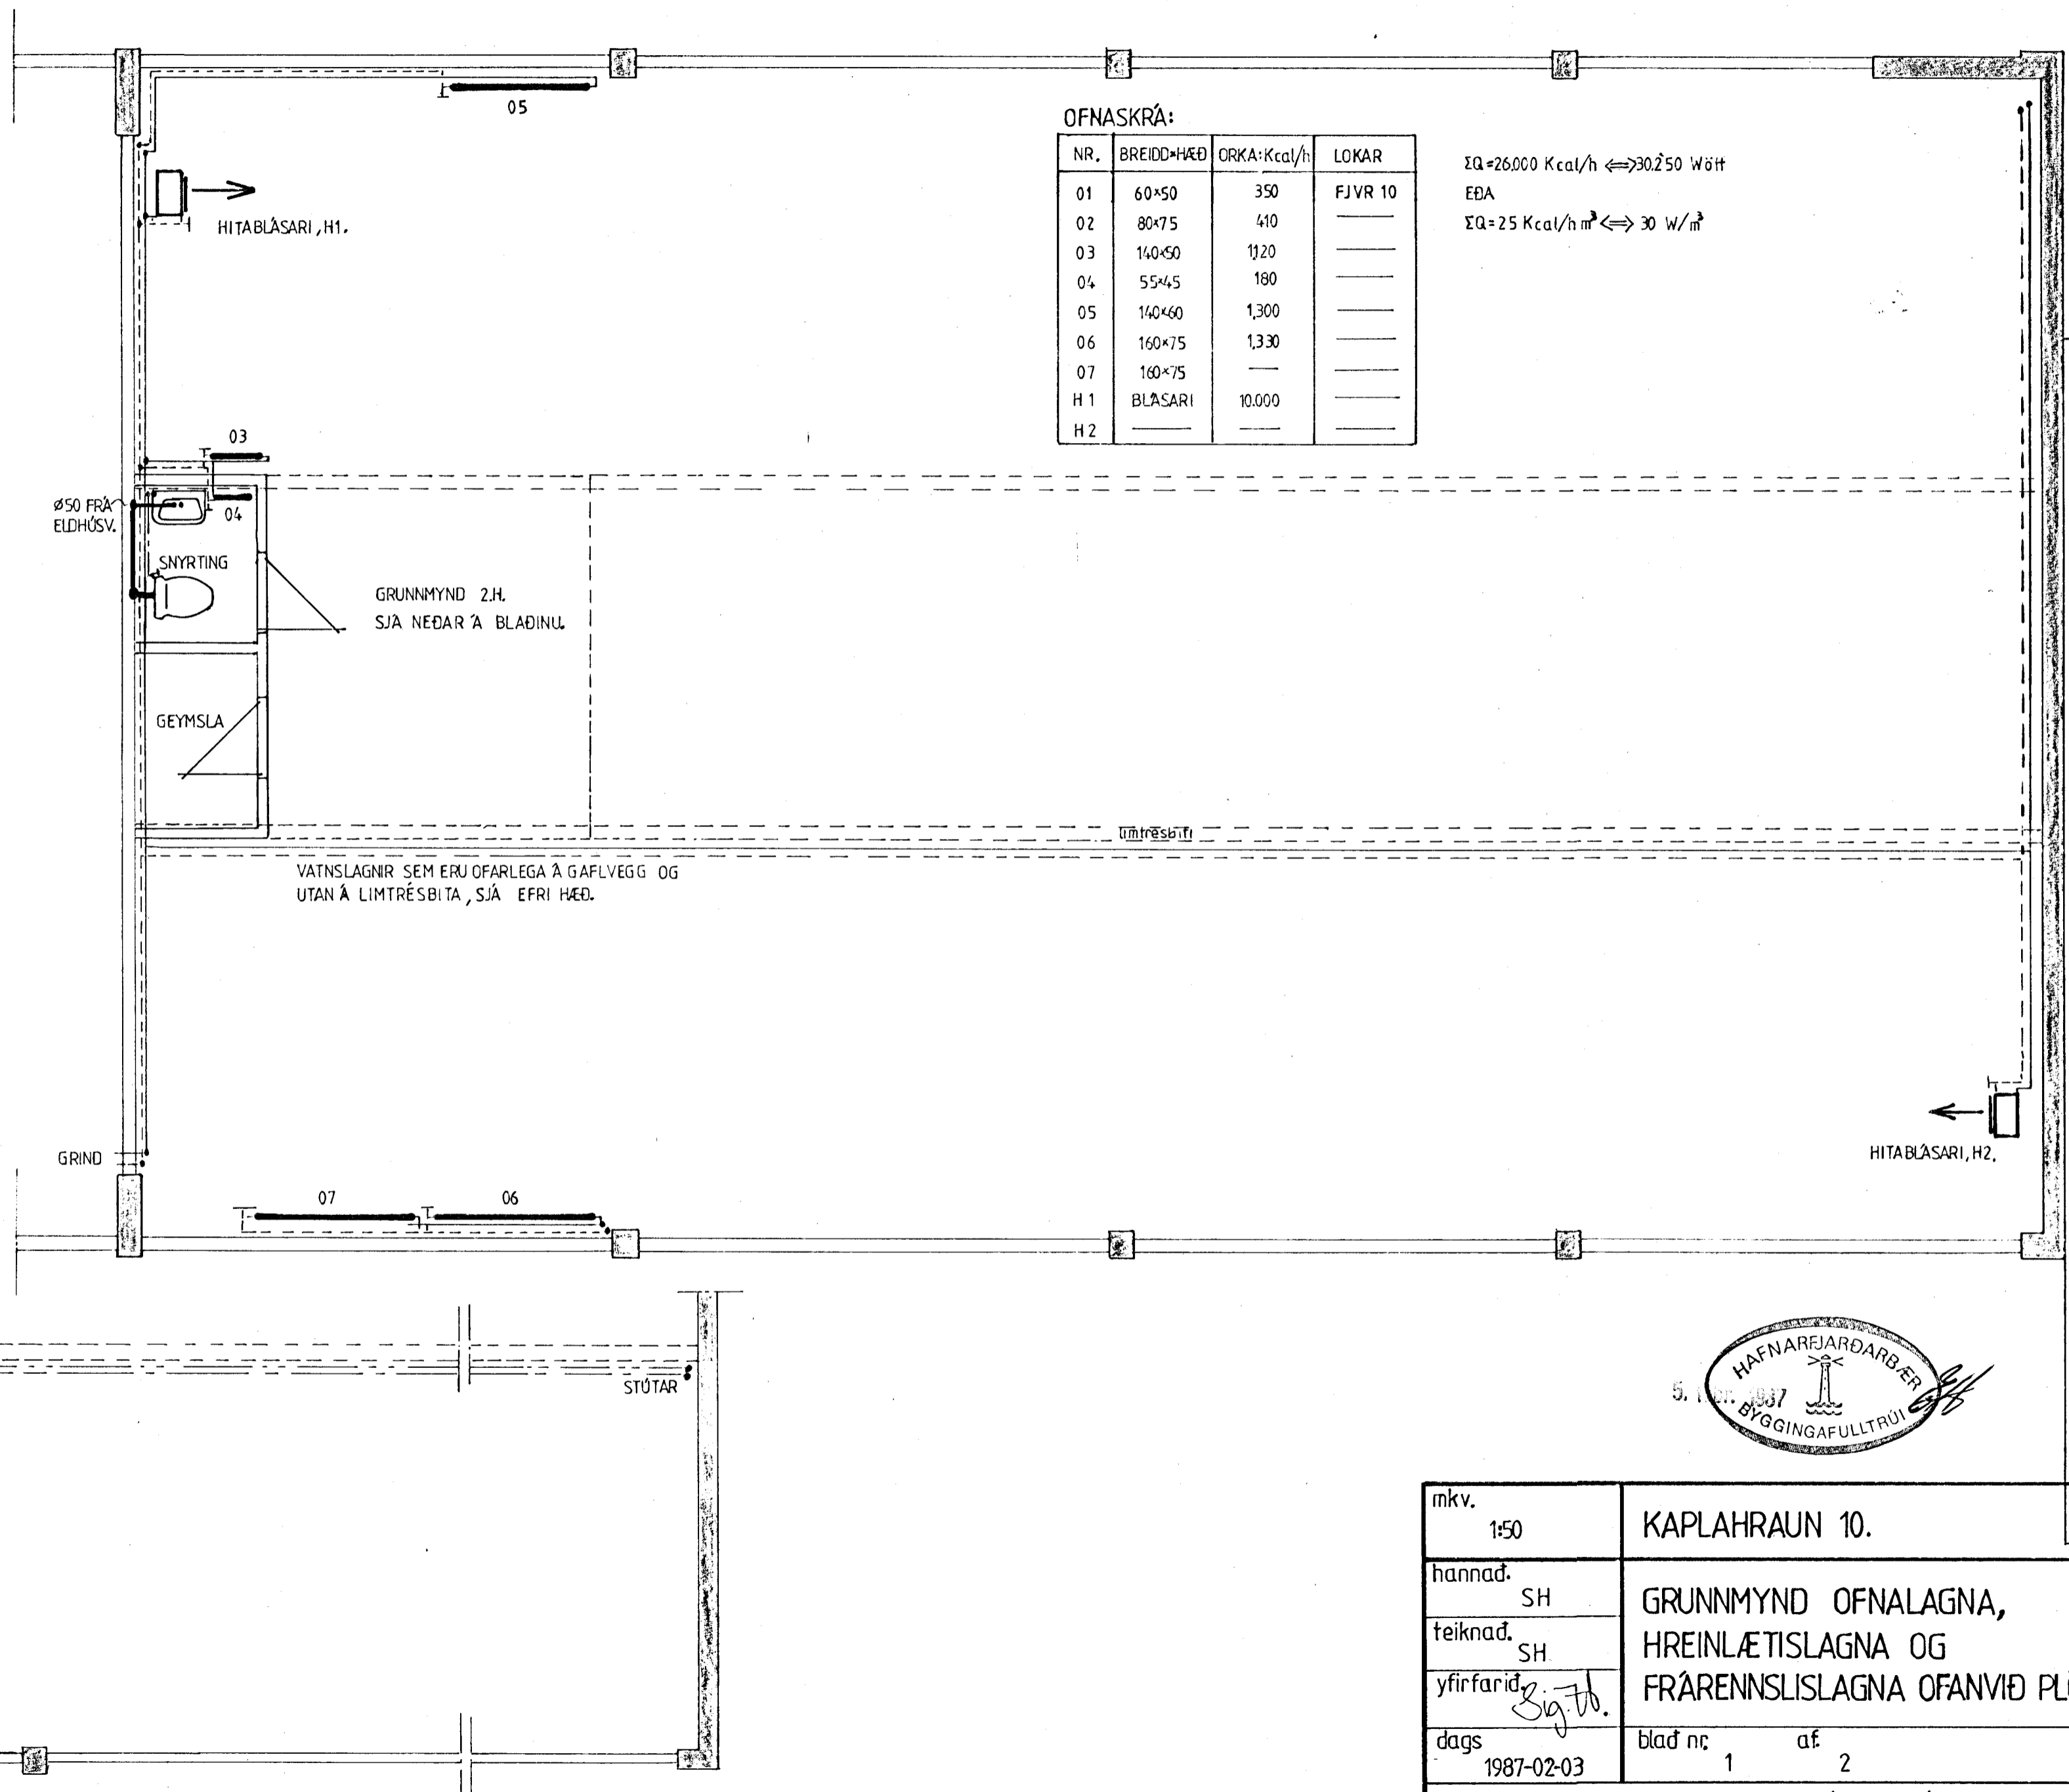 05
HITABLÁSARI, H1.
OFNASKRÁ:
NR. BREIDD×HÆÐ ORKA:Kcal/h LOKAR
01 60×50 350 FJVR 10
02 80×75 410 ——
03 140×50 1,120 ——
04 55×45 180 ——
05 140×60 1,300 ——
06 160×75 1,330 ——
07 160×75 — ——
H1 BLÁSARI 10.000 ——
H2 —— — ——
ΣQ=26.000 Kcal/h ⟺ 30.250 Wött
EÐA
ΣQ=25 Kcal/h m³ ⟺ 30 W/m³
03
Ø50 FRÁ
ELDHÚSV.
04
SNYRTING
GRUNNMYND 2.H.
SJÁ NEÐAR Á BLAÐINU.
GEYMSLA
límtrésbiti
VATNSLAGNIR SEM ERU OFARLEGA Á GAFLVEGG OG
UTAN Á LIMTRÉSBITA, SJÁ EFRI HÆÐ.
GRIND
HITABLÁSARI, H2.
07
06
STÚTAR
HAFNARFJARÐARBÆR
5. 1987
BYGGINGAFULLTRÚI
mkv.
1:50
KAPLAHRAUN 10.
hannað.
SH
teiknað.
SH
yfirfarið.
GRUNNMYND OFNALAGNA,
HREINLÆTISLAGNA OG
FRÁRENNSLISLAGNA OFANVIÐ
dags
1987-02-03
blað nr. af.
1 2